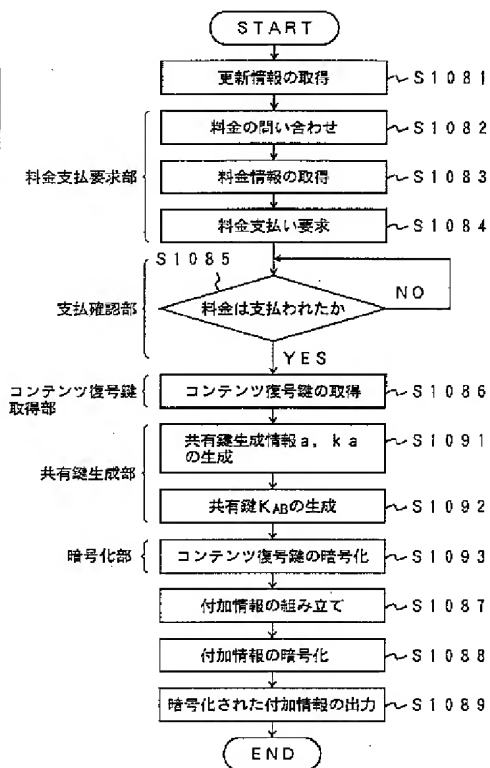 START
更新情報の取得 S1081
料金の問い合わせ S1082
料金支払要求部
料金情報の取得 S1083
料金支払い要求 S1084
S1085
支払確認部
料金は支払われたか
NO
YES
コンテンツ復号鍵
取得部
コンテンツ復号鍵の取得 S1086
共有鍵生成部
共有鍵生成情報a, ka
の生成
S1091
共有鍵KABの生成 S1092
暗号化部
コンテンツ復号鍵の暗号化 S1093
付加情報の組み立て S1087
付加情報の暗号化 S1088
暗号化された付加情報の出力 S1089
END